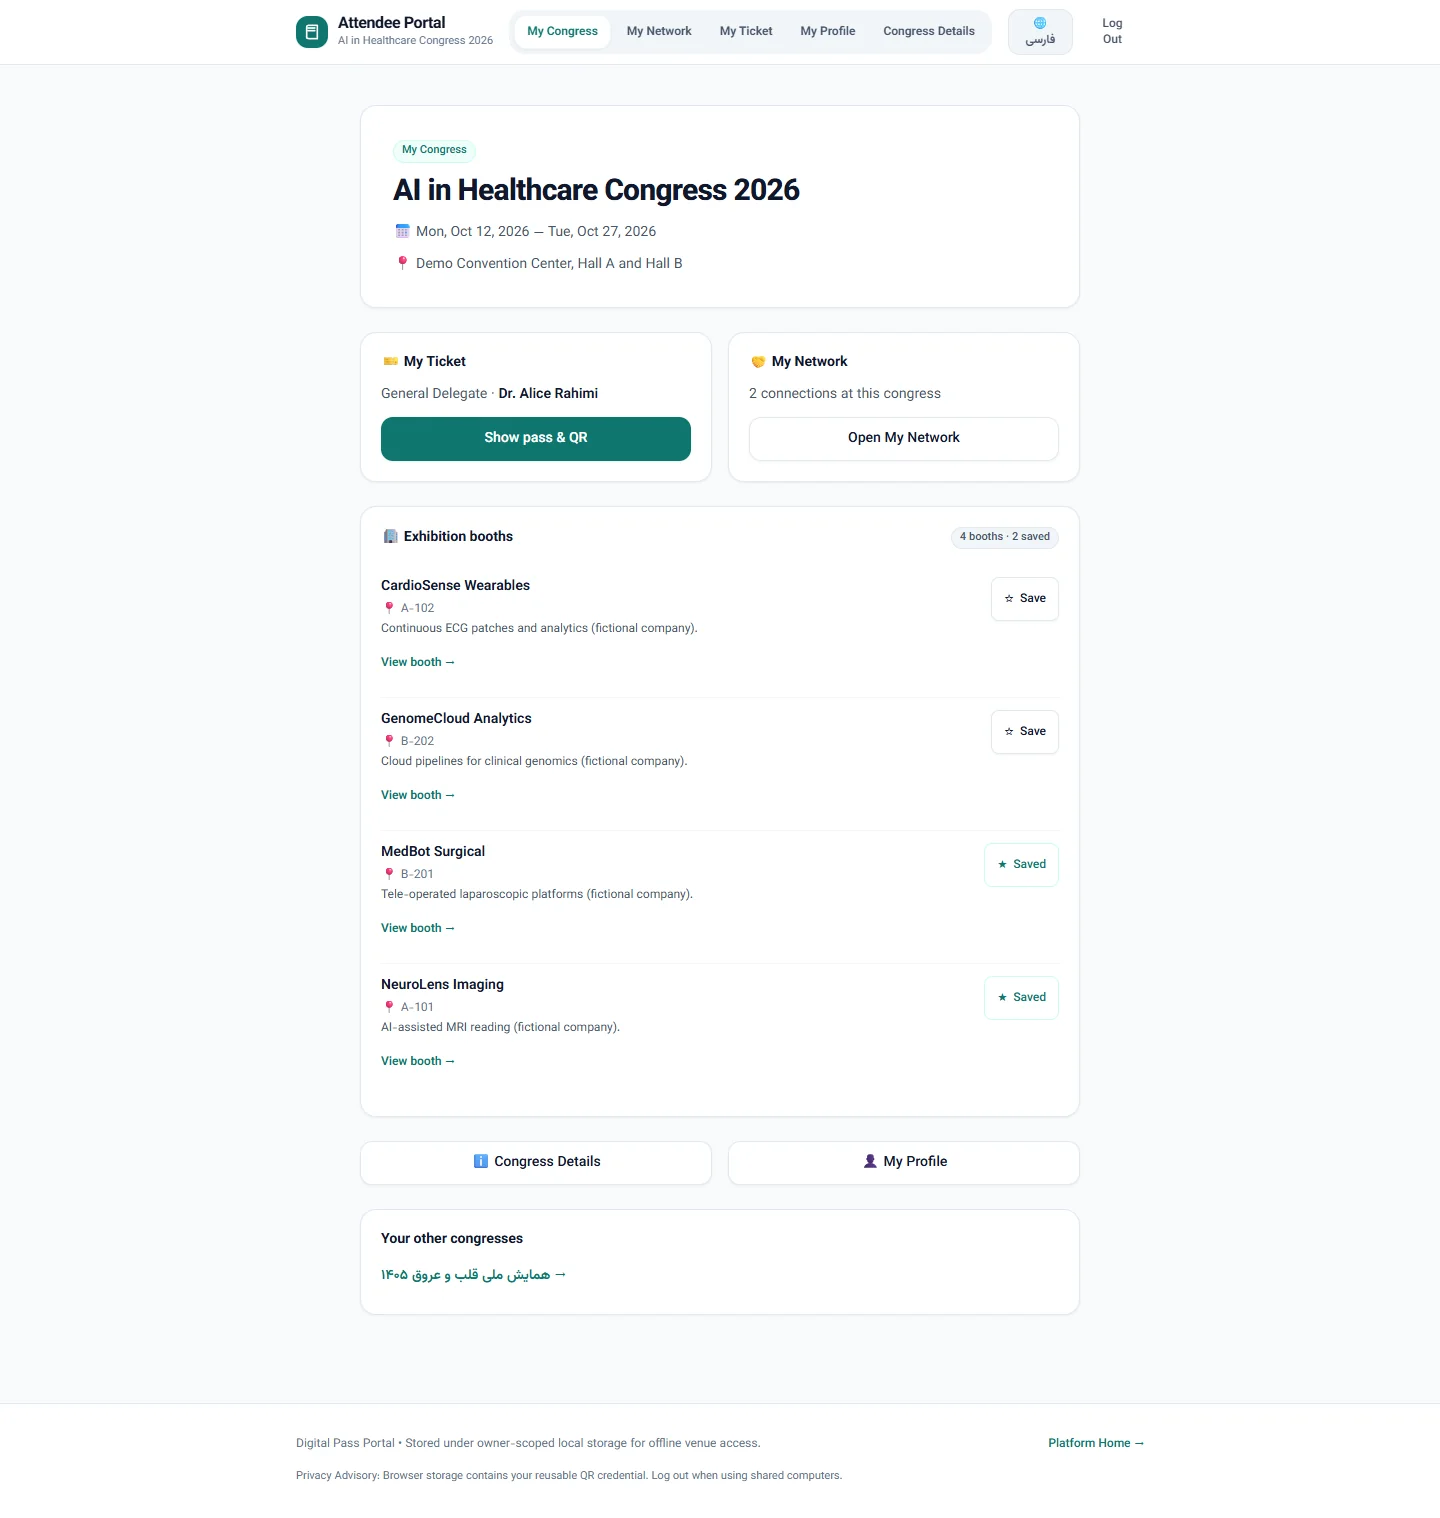 Attendee Portal
AI in Healthcare Congress 2026
My Congress
My Network
My Ticket
My Profile
Congress Details
فارسی
Log
Out
My Congress
AI in Healthcare Congress 2026
Mon, Oct 12, 2026 — Tue, Oct 27, 2026
Demo Convention Center, Hall A and Hall B
My Ticket
General Delegate · Dr. Alice Rahimi
Show pass & QR
My Network
2 connections at this congress
Open My Network
Exhibition booths
4 booths · 2 saved
CardioSense Wearables
A-102
Continuous ECG patches and analytics (fictional company).
View booth →
☆ Save
GenomeCloud Analytics
B-202
Cloud pipelines for clinical genomics (fictional company).
View booth →
☆ Save
MedBot Surgical
B-201
Tele-operated laparoscopic platforms (fictional company).
View booth →
★ Saved
NeuroLens Imaging
A-101
AI-assisted MRI reading (fictional company).
View booth →
★ Saved
Congress Details
My Profile
Your other congresses
همایش ملی قلب و عروق ۱۴۰۵ →
Digital Pass Portal • Stored under owner-scoped local storage for offline venue access.
Platform Home →
Privacy Advisory: Browser storage contains your reusable QR credential. Log out when using shared computers.